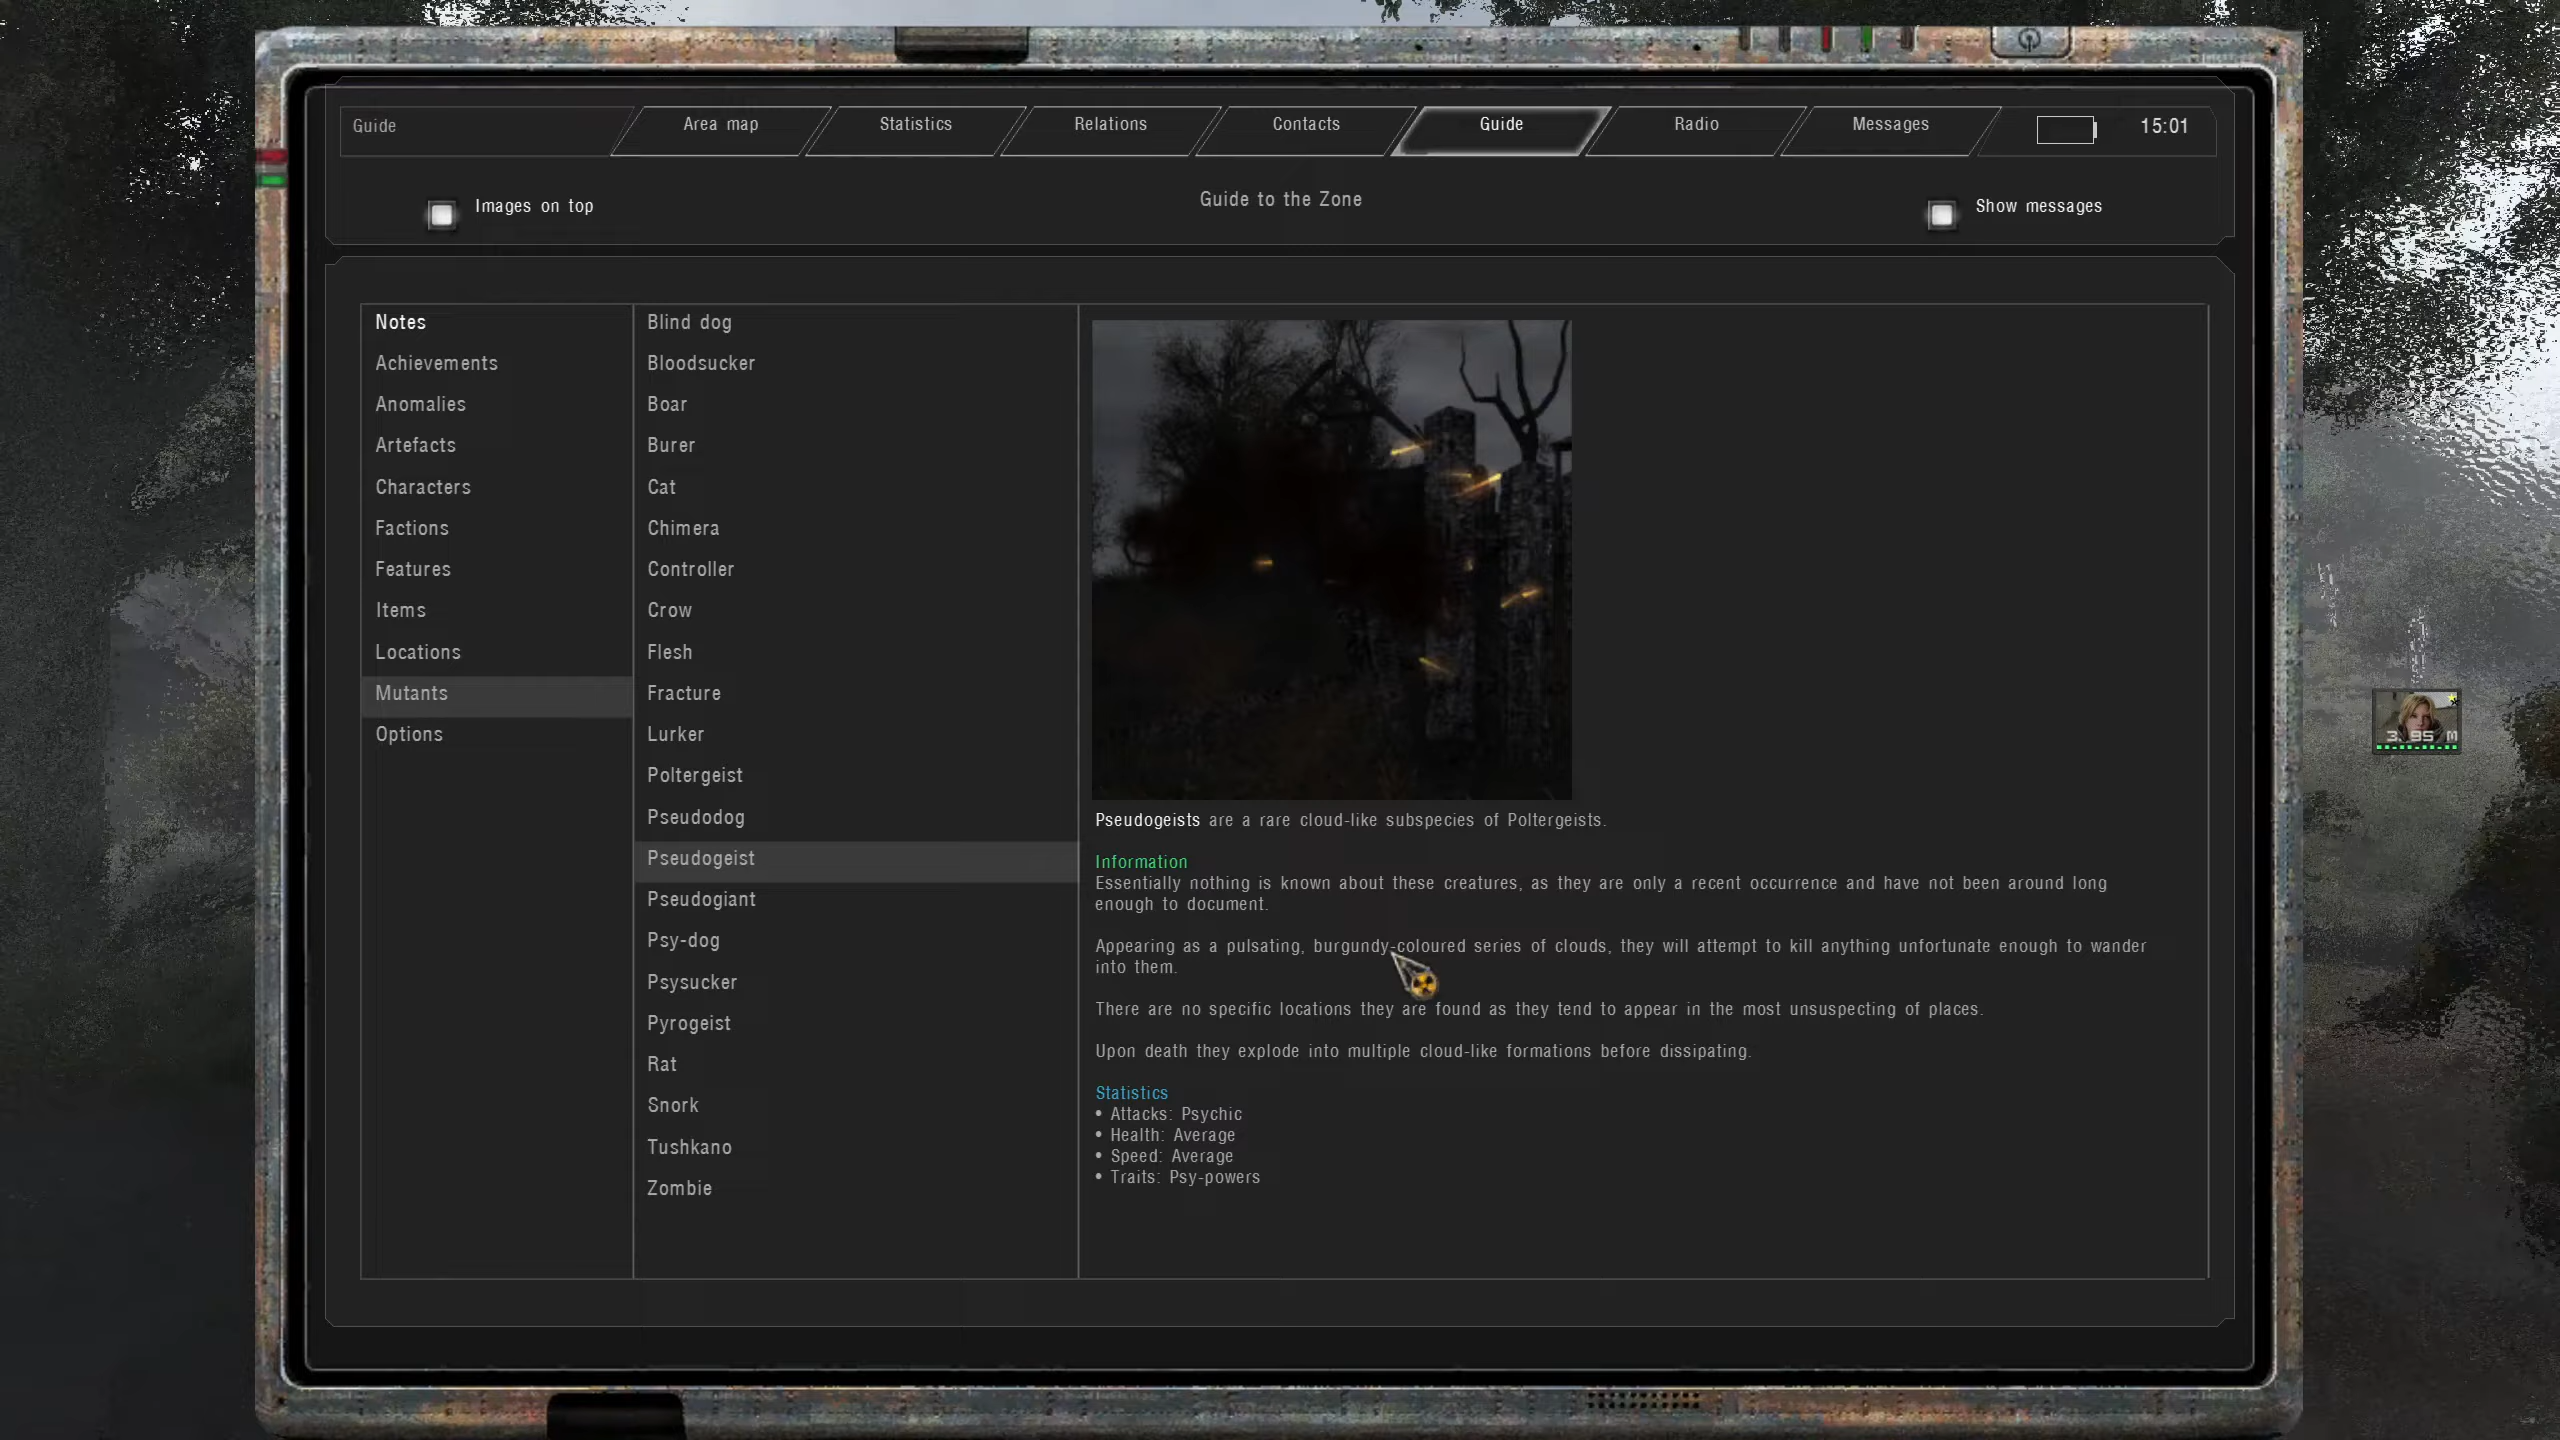 Guide
Area map
Statistics
Relations
Contacts
Guide
Radio
Messages
15:01
Images on top
Guide to the Zone
Show messages
Notes
Achievements
Anomalies
Artefacts
Characters
Factions
Features
Items
Locations
Mutants
Options
Blind dog
Bloodsucker
Boar
Burer
Cat
Chimera
Controller
Crow
Flesh
Fracture
Lurker
Poltergeist
Pseudodog
Pseudogeist
Pseudogiant
Psy-dog
Psysucker
Pyrogeist
Rat
Snork
Tushkano
Zombie
Pseudogeists are a rare cloud-like subspecies of Poltergeists.
Information
Essentially nothing is known about these creatures, as they are only a recent occurrence and have not been around long
enough to document.
Appearing as a pulsating, burgundy-coloured series of clouds, they will attempt to kill anything unfortunate enough to wander
into them.
There are no specific locations they are found as they tend to appear in the most unsuspecting of places.
Upon death they explode into multiple cloud-like formations before dissipating.
Statistics
• Attacks: Psychic
• Health: Average
• Speed: Average
• Traits: Psy-powers
3.95 M